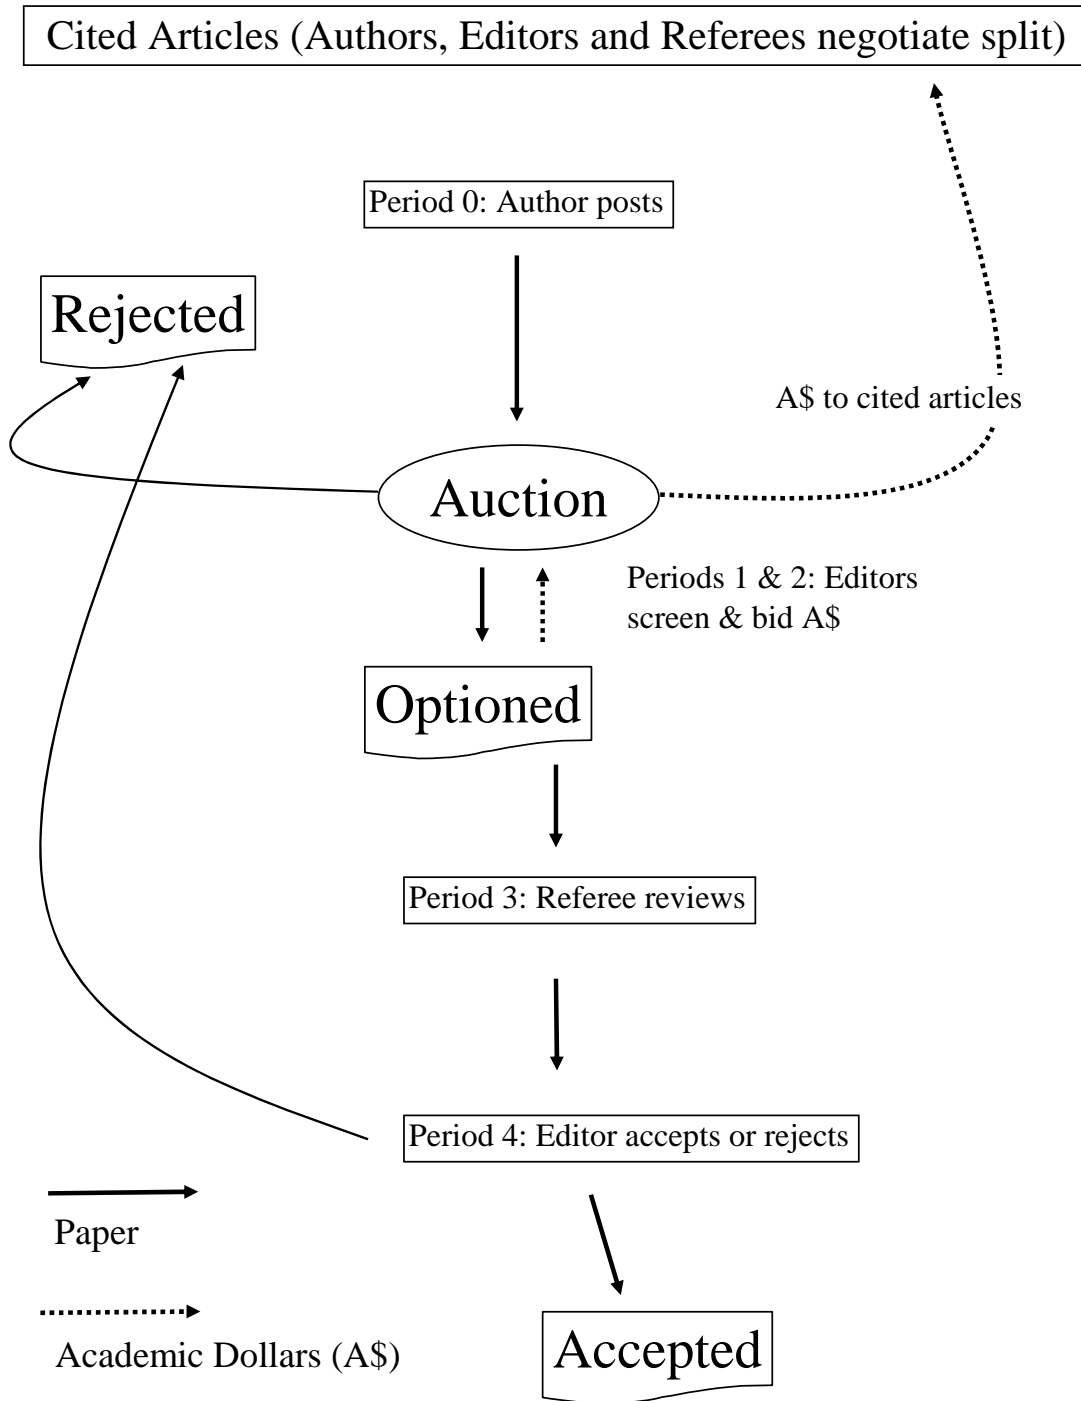 Cited Articles (Authors, Editors and Referees negotiate split)
Period 0: Author posts
Rejected
A$ to cited articles
Auction
Periods 1 & 2: Editors
screen & bid A$
Optioned
Period 3: Referee reviews
Period 4: Editor accepts or rejects
Paper
Academic Dollars (A$)
Accepted